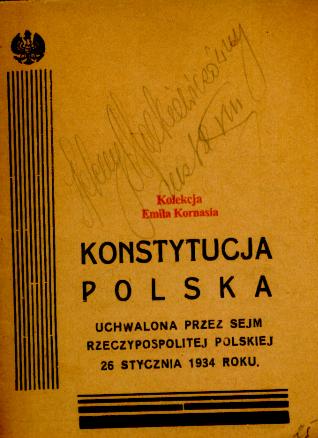 Kolekcja
Emila Kornasia
KONSTYTUCJA
POLSKA
UCHWALONA PRZEZ SEJM
RZECZYPOSPOLITEJ POLSKIEJ
26 STYCZNIA 1934 ROKU.